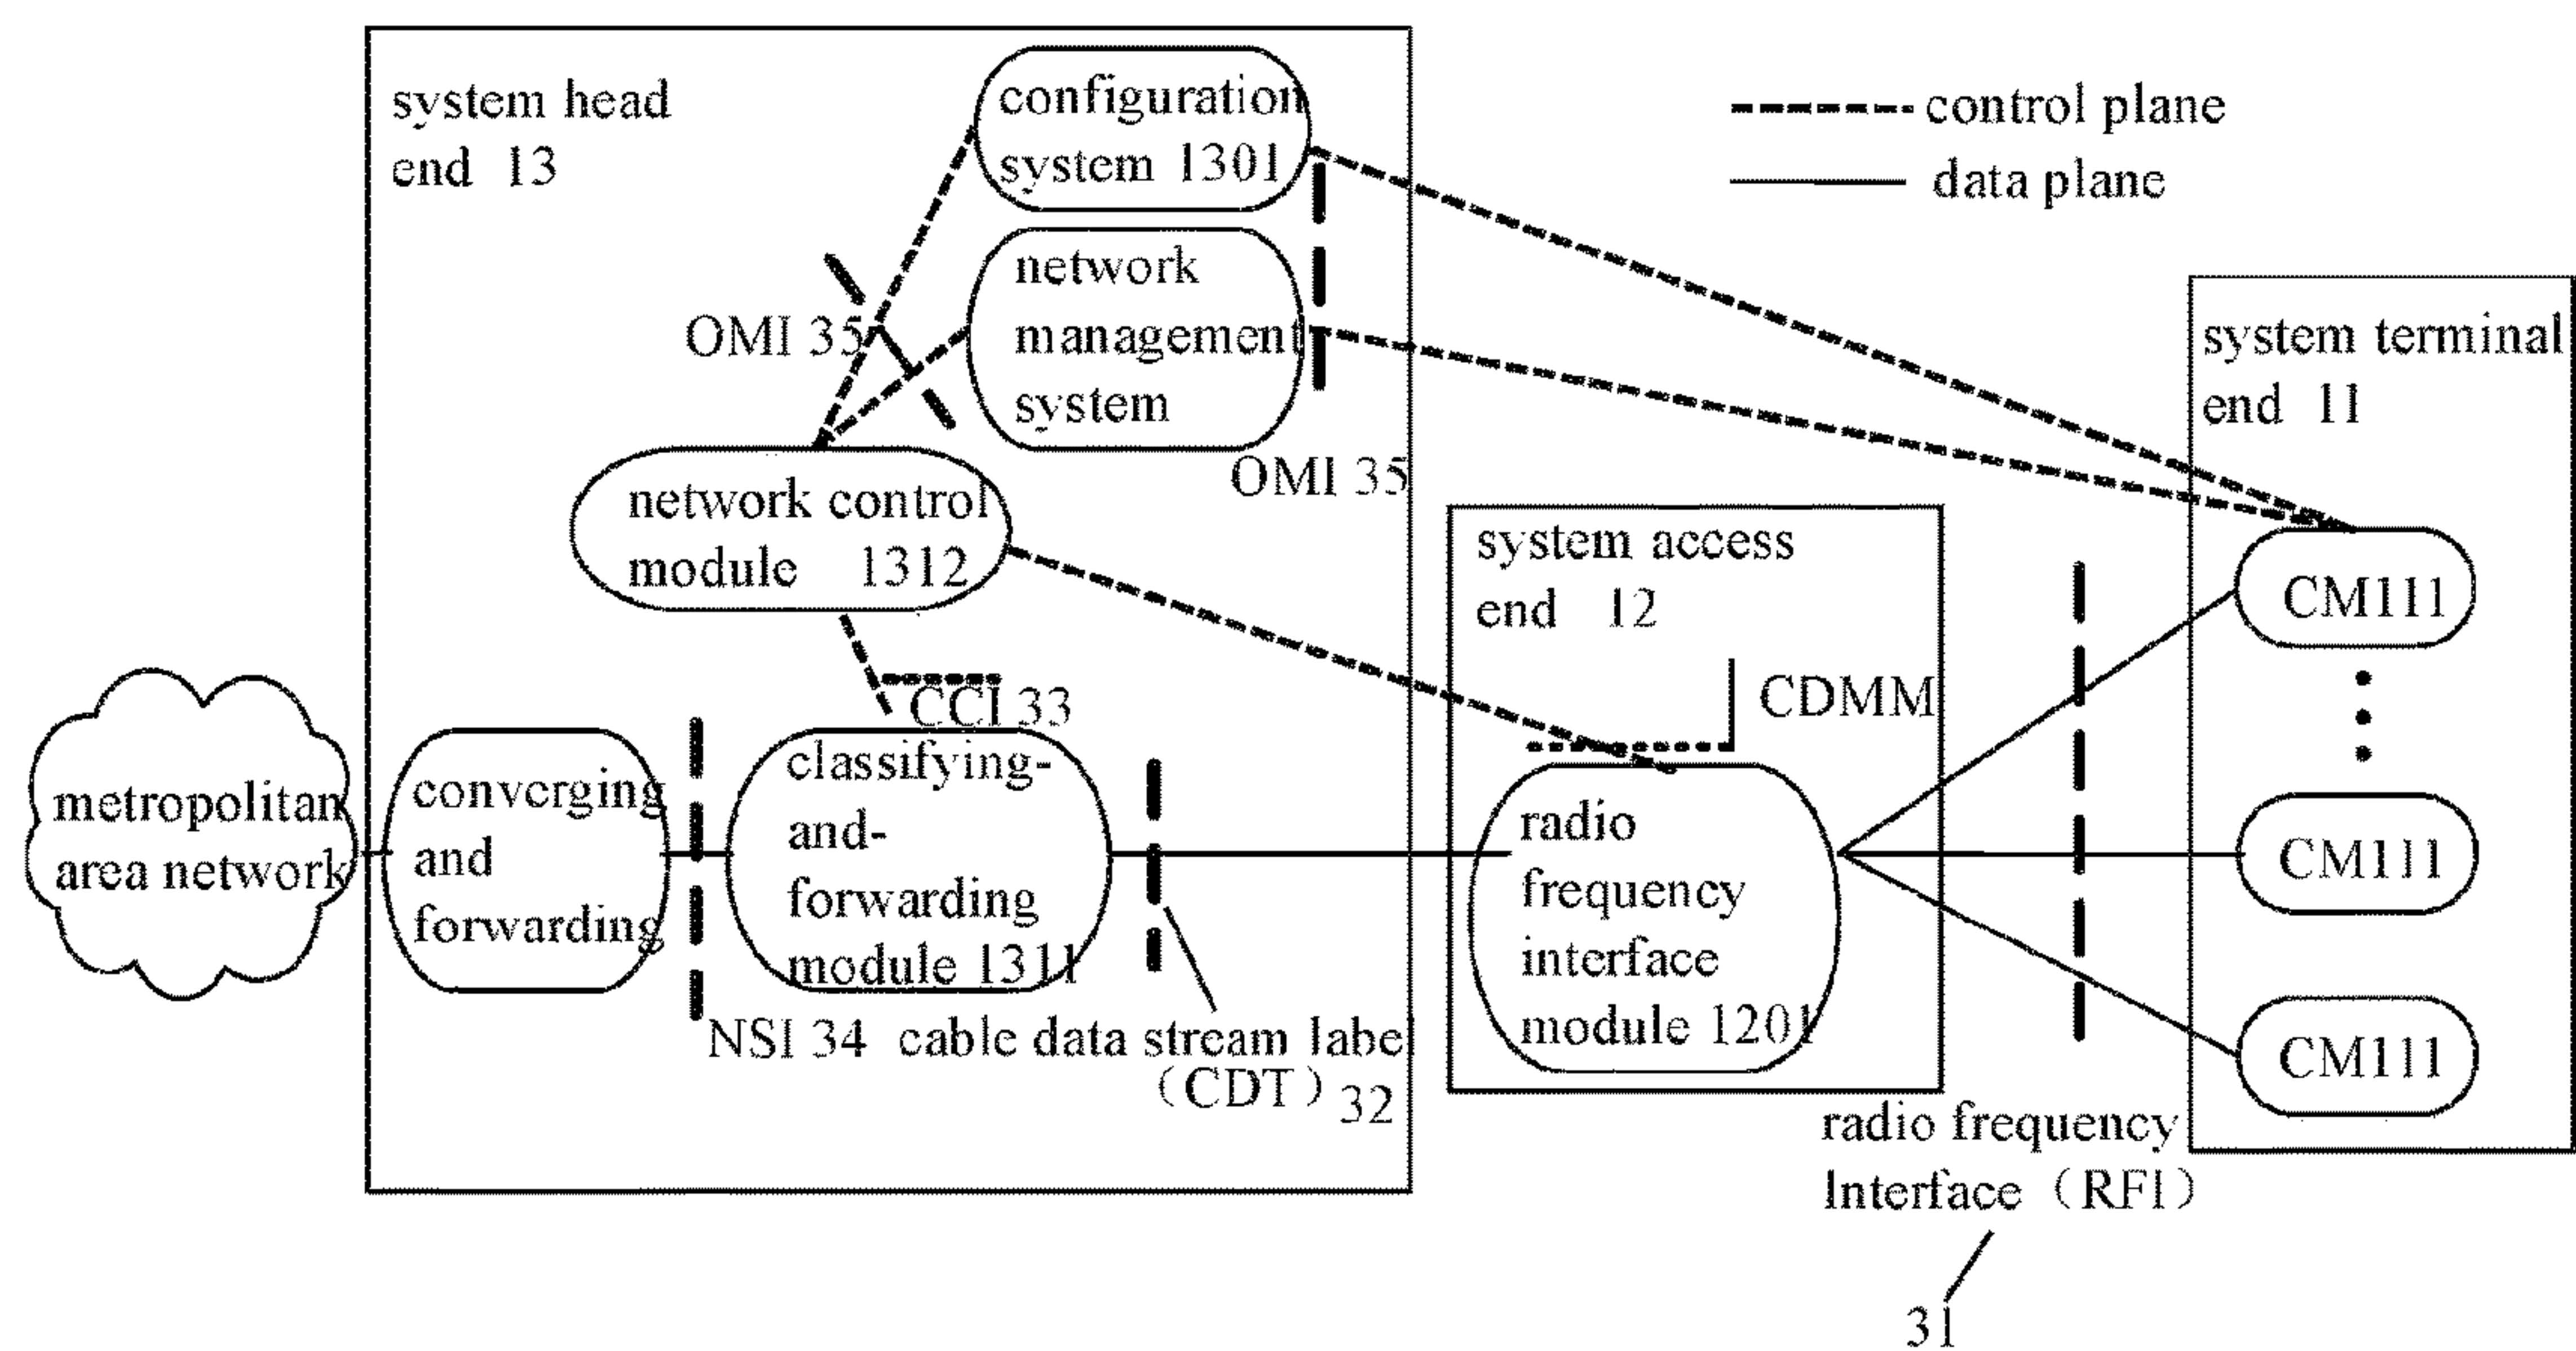 system head
end 13
configuration
system 1301
control plane
data plane
network
management
system
OMI 35
OMI 35
system terminal
end 11
network control
module 1312
system access
end 12
CDMM
CM111
CCI 33
metropolitan
area network
converging
and
forwarding
classifying-
and-
forwarding
module 1311
radio
frequency
interface
module 1201
CM111
CM111
NSI 34
cable data stream label
(CDT) 32
radio frequency
Interface (RFI)
31